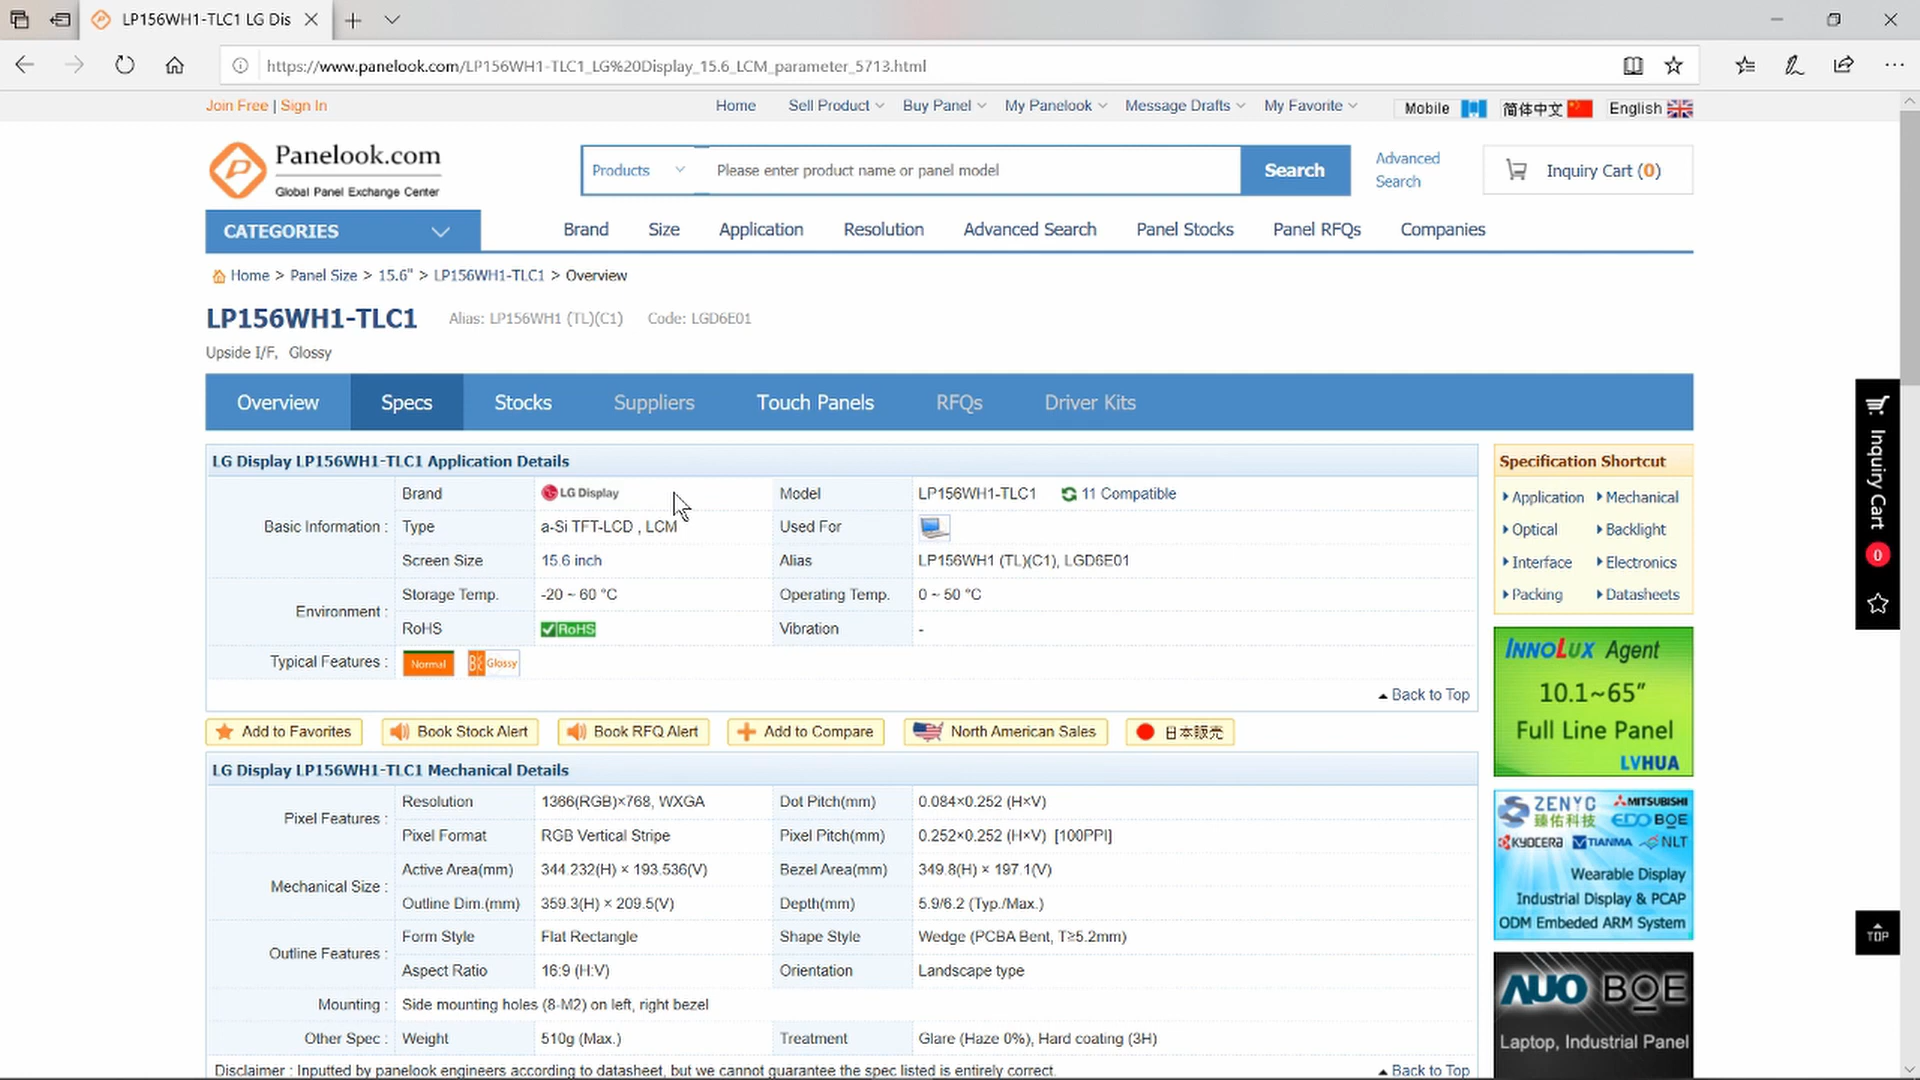 LP156WH1-TLC1 LG Dis
https://www.panelook.com/LP156WH1-TLC1_LG%20Display_15.6_LCM_parameter_5713.html
Join Free | Sign In
Home Sell Product Buy Panel My Panelook Message Drafts My Favorite Mobile 简体中文 English
Panelook.com
Global Panel Exchange Center
Products Please enter product name or panel model Search
Advanced Search
Inquiry Cart (0)
CATEGORIES
Brand Size Application Resolution Advanced Search Panel Stocks Panel RFQs Companies
Home > Panel Size > 15.6" > LP156WH1-TLC1 > Overview
LP156WH1-TLC1 Alias: LP156WH1 (TL)(C1) Code: LGD6E01
Upside I/F, Glossy
Overview Specs Stocks Suppliers Touch Panels RFQs Driver Kits
LG Display LP156WH1-TLC1 Application Details
Basic Information :
Brand LG Display Model LP156WH1-TLC1 11 Compatible
Type a-Si TFT-LCD , LCM Used For
Screen Size 15.6 inch Alias LP156WH1 (TL)(C1), LGD6E01
Environment :
Storage Temp. -20 ~ 60 °C Operating Temp. 0 ~ 50 °C
RoHS RoHS Vibration -
Typical Features : Normal Glossy
Back to Top
Add to Favorites Book Stock Alert Book RFQ Alert Add to Compare North American Sales 日本販売
LG Display LP156WH1-TLC1 Mechanical Details
Pixel Features :
Resolution 1366(RGB)×768, WXGA Dot Pitch(mm) 0.084×0.252 (H×V)
Pixel Format RGB Vertical Stripe Pixel Pitch(mm) 0.252×0.252 (H×V) [100PPI]
Mechanical Size :
Active Area(mm) 344.232(H) × 193.536(V) Bezel Area(mm) 349.8(H) × 197.1(V)
Outline Dim.(mm) 359.3(H) × 209.5(V) Depth(mm) 5.9/6.2 (Typ./Max.)
Outline Features :
Form Style Flat Rectangle Shape Style Wedge (PCBA Bent, T≥5.2mm)
Aspect Ratio 16:9 (H:V) Orientation Landscape type
Mounting : Side mounting holes (8-M2) on left, right bezel
Other Spec : Weight 510g (Max.) Treatment Glare (Haze 0%), Hard coating (3H)
Disclaimer : Inputted by panelook engineers according to datasheet, but we cannot guarantee the spec listed is entirely correct.
Back to Top
Specification Shortcut
Application Mechanical
Optical Backlight
Interface Electronics
Packing Datasheets
INNOLUX Agent
10.1~65"
Full Line Panel
LVHUA
ZENYC MITSUBISHI
臻佑科技 EDO BOE
KYOCERA TIANMA NLT
Wearable Display
Industrial Display & PCAP
ODM Embeded ARM System
AUO BOE
Laptop, Industrial Panel
Inquiry Cart
0
TOP